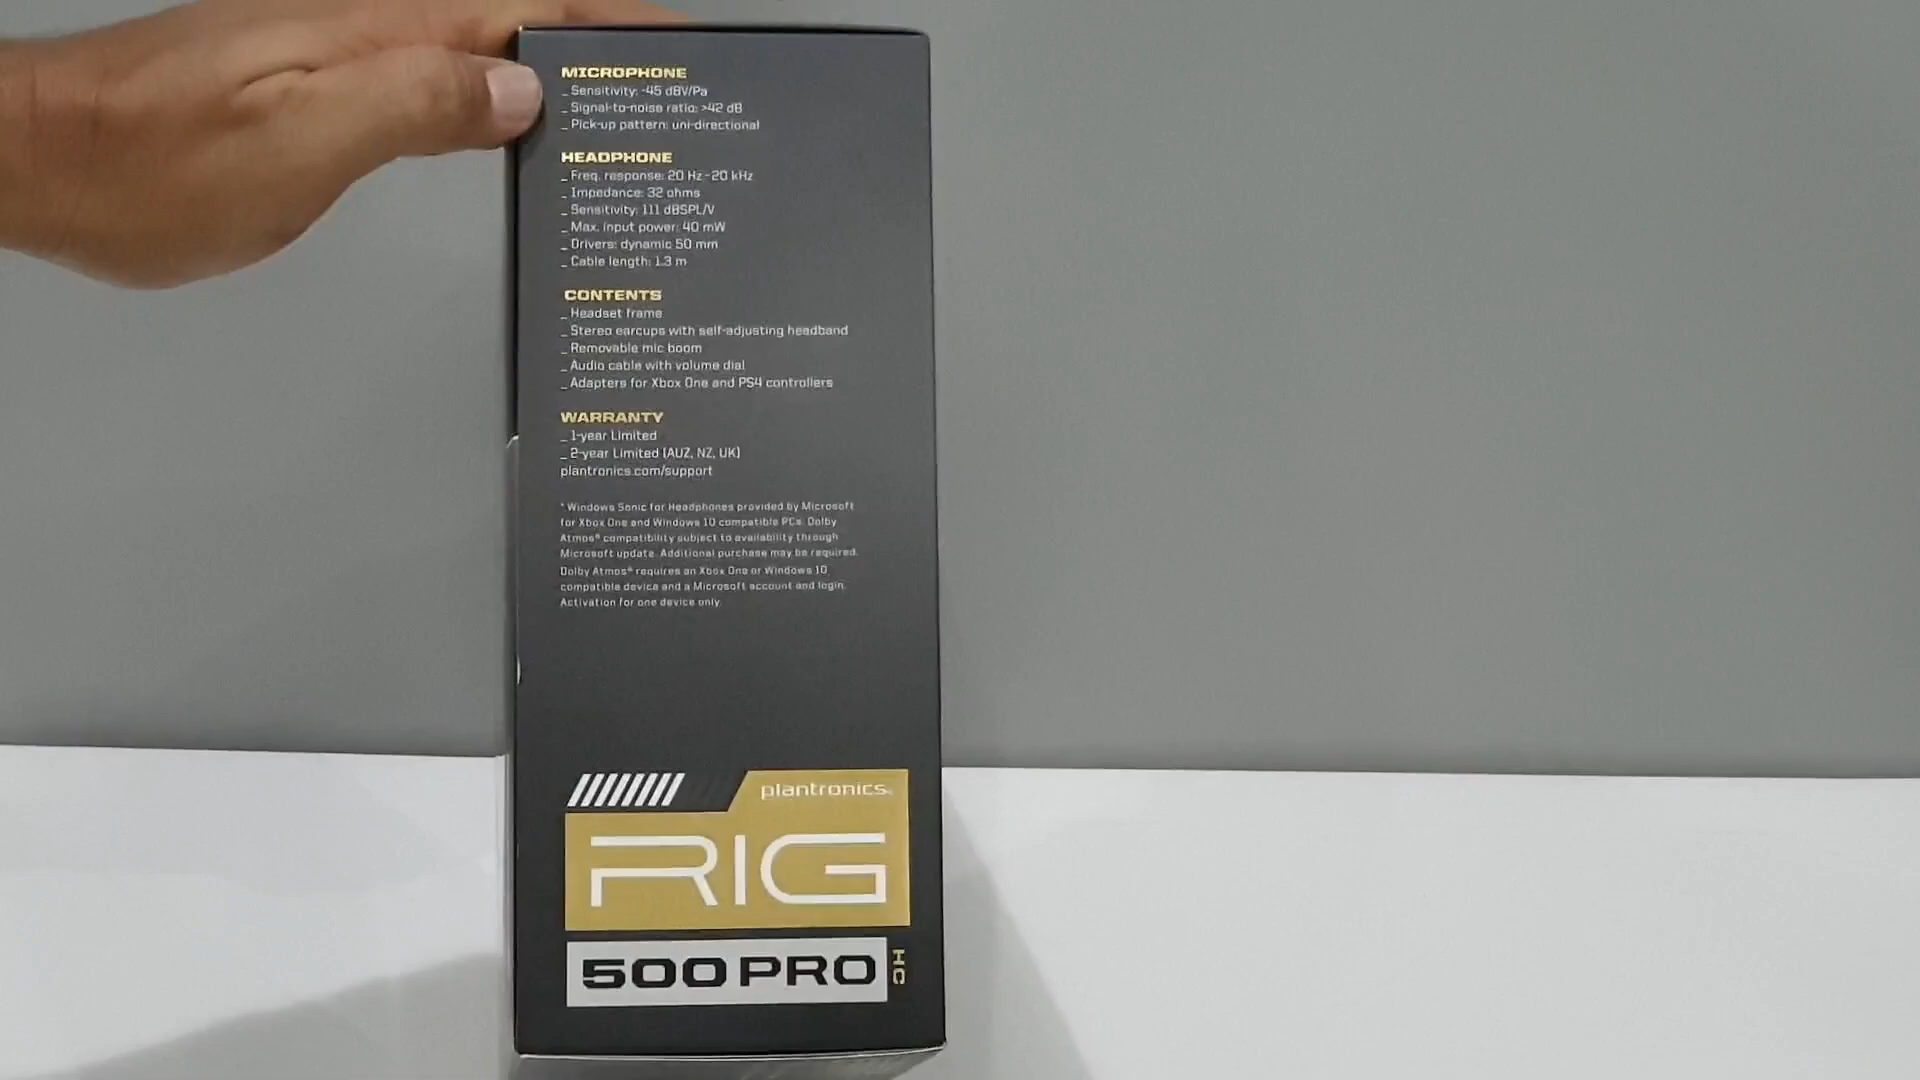 MICROPHONE
_ Sensitivity: -45 dBV/Pa
_ Signal-to-noise ratio: >42 dB
_ Pick-up pattern: uni-directional
HEADPHONE
_ Freq. response: 20 Hz-20 kHz
_ Impedance: 32 ohms
_ Sensitivity: 111 dBSPL/V
_ Max. input power: 40 mW
_ Drivers: dynamic 50 mm
_ Cable length: 1.3 m
CONTENTS
_ Headset frame
_ Stereo earcups with self-adjusting headband
_ Removable mic boom
_ Audio cable with volume dial
_ Adapters for Xbox One and PS4 controllers
WARRANTY
_ 1-year Limited
_ 2-year Limited (AUZ, NZ, UK)
plantronics.com/support
* Windows Sonic for Headphones provided by Microsoft
for Xbox One and Windows 10 compatible PCs. Dolby
Atmos® compatibility subject to availability through
Microsoft update. Additional purchase may be required.
Dolby Atmos® requires an Xbox One or Windows 10
compatible device and a Microsoft account and login.
Activation for one device only.
plantronics
RIG
500 PRO HC